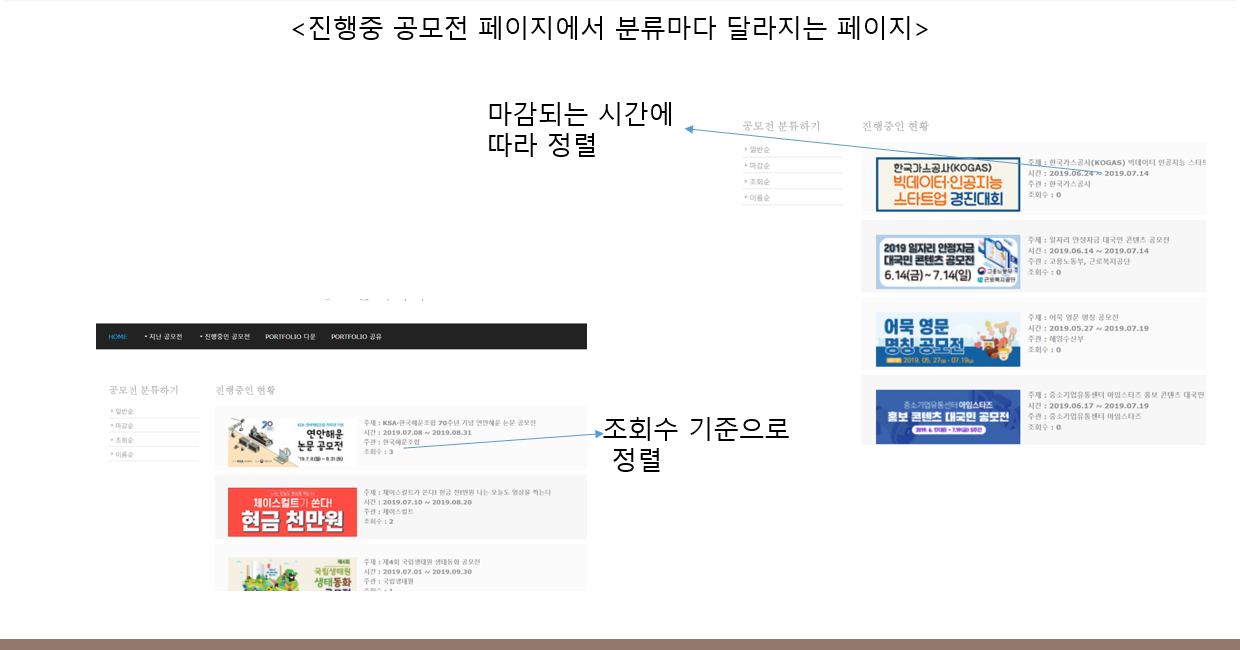 <진행중 공모전 페이지에서 분류마다 달라지는 페이지>
마감되는 시간에
따라 정렬
공모전 분류하기
일반순
마감순
조회순
이름순
진행중인 현황
한국가스공사(KOGAS)
빅데이터·인공지능
스타트업 경진대회
주제 : 한국가스공사(KOGAS) 빅데이터 인공지능 스타트
시간 : 2019.06.24 ~ 2019.07.14
주관 : 한국가스공사
조회수 : 0
2019 일자리 안정자금
대국민 콘텐츠 공모전
6.14(금)~7.14(일)
고용노동부
근로복지공단
주제 : 일자리 안정자금 대국민 콘텐츠 공모전
시간 : 2019.06.14 ~ 2019.07.14
주관 : 고용노동부, 근로복지공단
조회수 : 0
어묵 영문
명칭 공모전
2019. 05. 27(월) - 07.19(금)
주제 : 어묵 영문 명칭 공모전
시간 : 2019.05.27 ~ 2019.07.19
주관 : 해양수산부
조회수 : 0
중소기업유통센터 아임스타즈
홍보 콘텐츠 대국민 공모전
주제 : 중소기업유통센터 아임스타즈 홍보 콘텐츠 대국민
시간 : 2019.06.17 ~ 2019.07.19
주관 : 중소기업유통센터 아임스타즈
조회수 : 0
HOME
지난 공모전
진행중인 공모전
PORTFOLIO 다운
PORTFOLIO 공유
공모전 분류하기
일반순
마감순
조회순
이름순
진행중인 현황
연안해운
논문 공모전
주제 : KSA·한국해운조합 70주년 기념 연안해운 논문 공모전
시간 : 2019.07.08 ~ 2019.08.31
주관 : 한국해운조합
조회수 : 3
체이스컬트가 쏜다!
현금 천만원
주제 : 체이스컬트가 쏜다! 현금 천만원 나는 오늘도 영상을 찍는다
시간 : 2019.07.10 ~ 2019.08.20
주관 : 체이스컬트
조회수 : 2
제4회
국립생태원
생태동화
공모전
주제 : 제4회 국립생태원 생태동화 공모전
시간 : 2019.07.01 ~ 2019.09.30
주관 : 국립생태원
조회수 기준으로
정렬